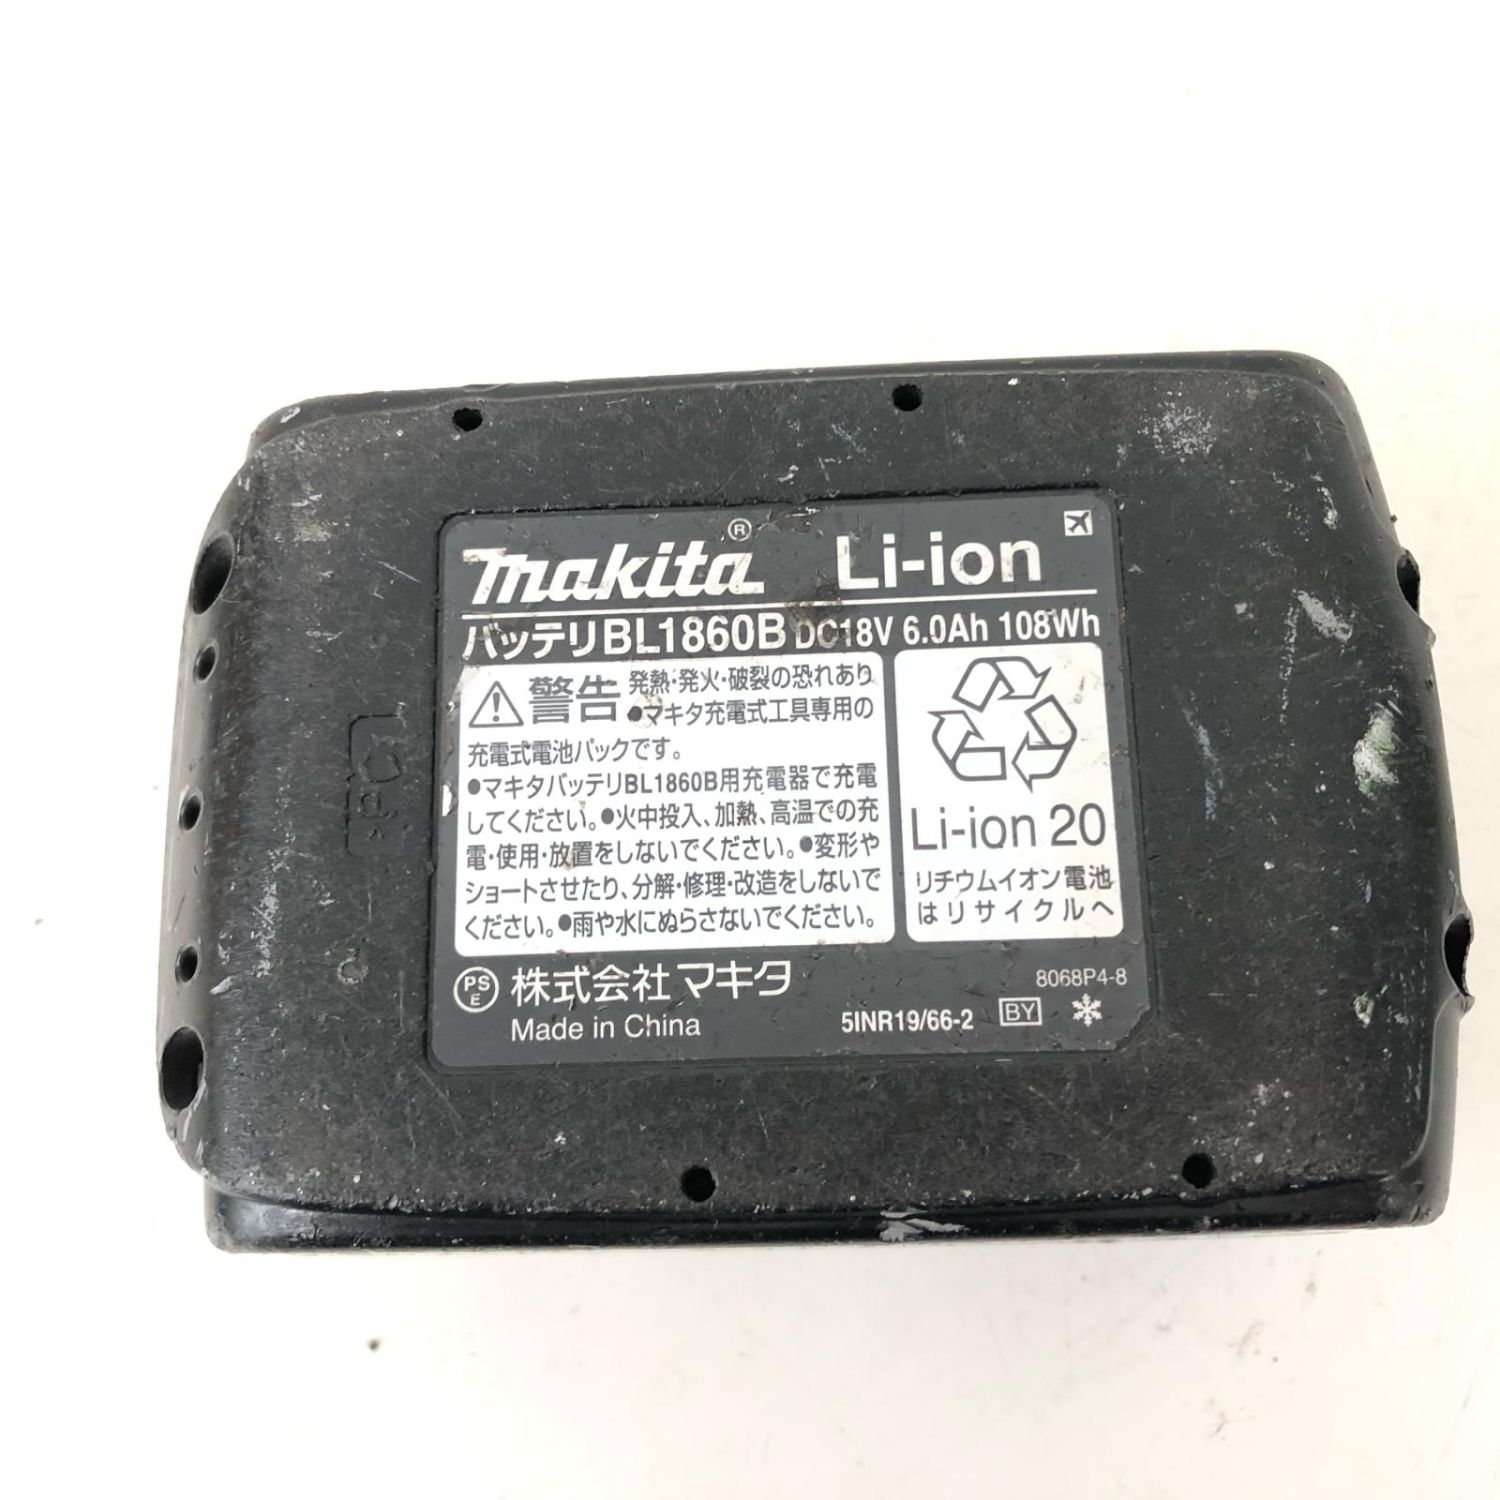 makita® Li-ion
バッテリBL1860B DC18V 6.0Ah 108Wh
警告 発熱・発火・破裂の恐れあり
●マキタ充電式工具専用の
充電式電池パックです。
●マキタバッテリBL1860B用充電器で充電
してください。●火中投入、加熱、高温での充
電・使用・放置をしないでください。●変形や
ショートさせたり、分解・修理・改造をしないで
ください。●雨や水にぬらさないでください。
Li-ion 20
リチウムイオン電池
はリサイクルへ
PS
E
株式会社マキタ
Made in China
8068P4-8
5INR19/66-2 BY